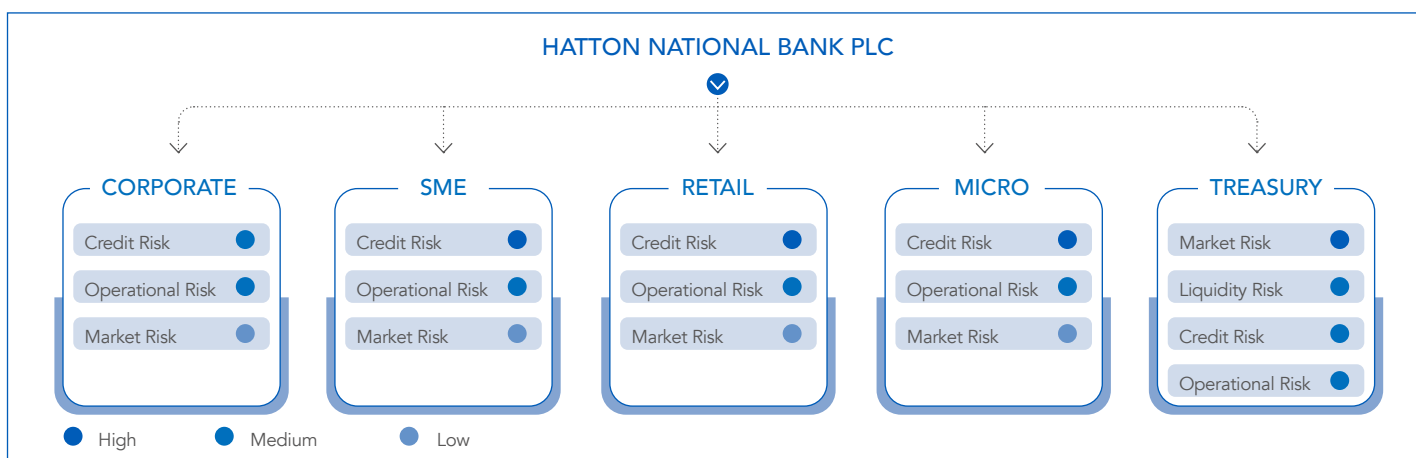 HATTON NATIONAL BANK PLC
CORPORATE
Credit Risk
Operational Risk
Market Risk
SME
Credit Risk
Operational Risk
Market Risk
RETAIL
Credit Risk
Operational Risk
Market Risk
MICRO
Credit Risk
Operational Risk
Market Risk
TREASURY
Market Risk
Liquidity Risk
Credit Risk
Operational Risk
High
Medium
Low